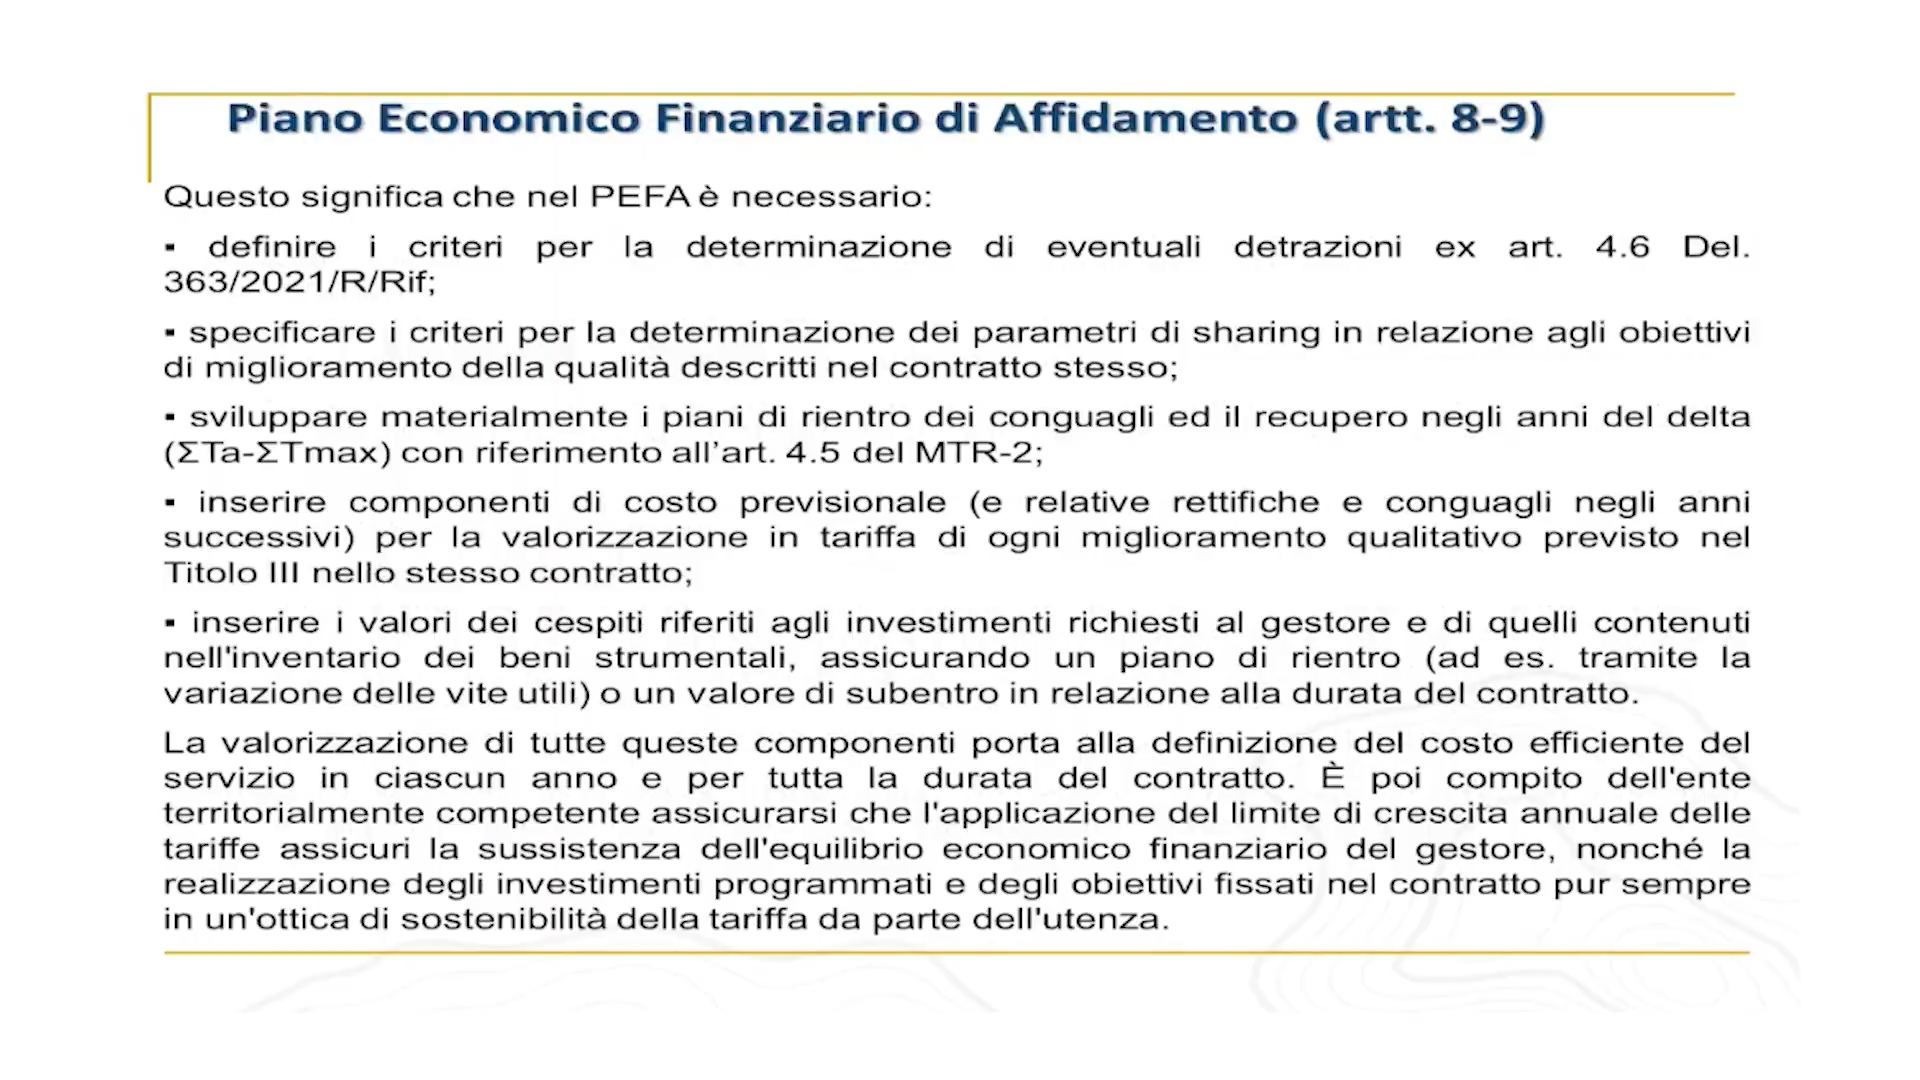 Piano Economico Finanziario di Affidamento (artt. 8-9)
Questo significa che nel PEFA è necessario:
▪ definire i criteri per la determinazione di eventuali detrazioni ex art. 4.6 Del.
363/2021/R/Rif;
▪ specificare i criteri per la determinazione dei parametri di sharing in relazione agli obiettivi
di miglioramento della qualità descritti nel contratto stesso;
▪ sviluppare materialmente i piani di rientro dei conguagli ed il recupero negli anni del delta
(ΣTa-ΣTmax) con riferimento all’art. 4.5 del MTR-2;
▪ inserire componenti di costo previsionale (e relative rettifiche e conguagli negli anni
successivi) per la valorizzazione in tariffa di ogni miglioramento qualitativo previsto nel
Titolo III nello stesso contratto;
▪ inserire i valori dei cespiti riferiti agli investimenti richiesti al gestore e di quelli contenuti
nell'inventario dei beni strumentali, assicurando un piano di rientro (ad es. tramite la
variazione delle vite utili) o un valore di subentro in relazione alla durata del contratto.
La valorizzazione di tutte queste componenti porta alla definizione del costo efficiente del
servizio in ciascun anno e per tutta la durata del contratto. È poi compito dell'ente
territorialmente competente assicurarsi che l'applicazione del limite di crescita annuale delle
tariffe assicuri la sussistenza dell'equilibrio economico finanziario del gestore, nonché la
realizzazione degli investimenti programmati e degli obiettivi fissati nel contratto pur sempre
in un'ottica di sostenibilità della tariffa da parte dell'utenza.